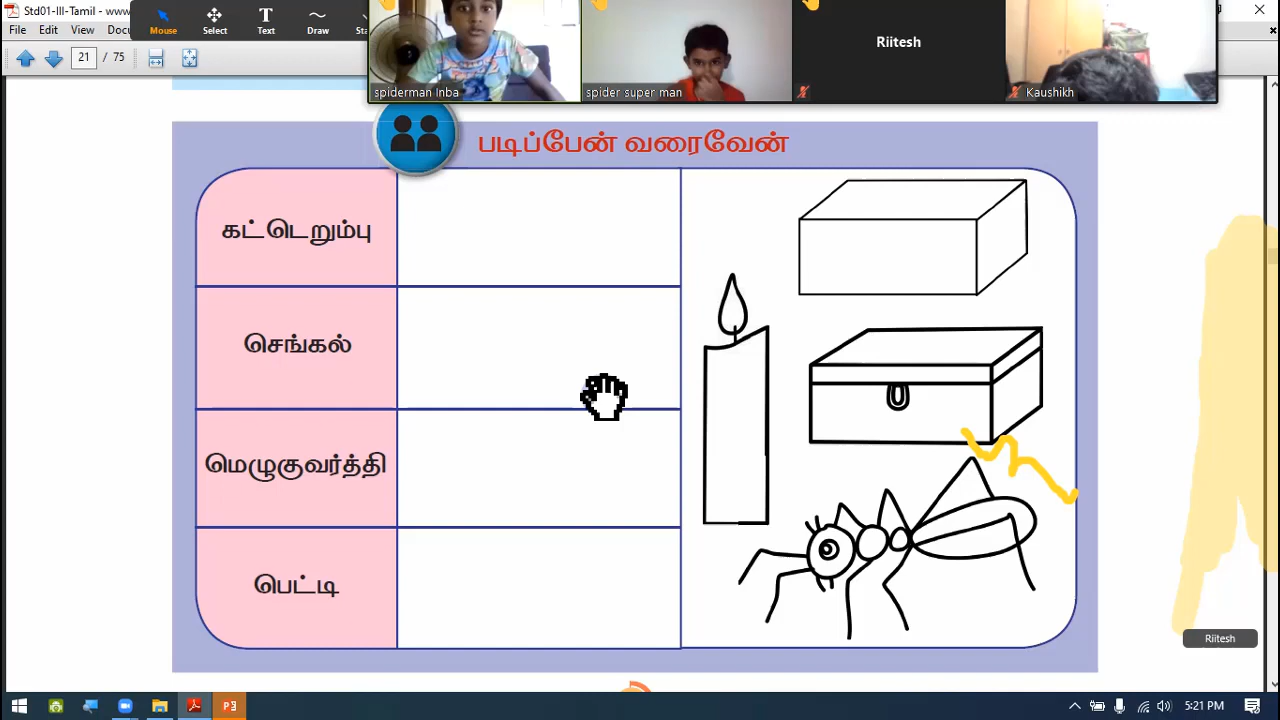 Std01-III-Tamil - www.
Mouse
Select
Text
Draw
File
Edit
View
21 / 75
spiderman Inba
spider super man
Riitesh
Kaushikh
படிப்பேன் வரைவேன்
கட்டெறும்பு
செங்கல்
மெழுகுவர்த்தி
பெட்டி
Riitesh
5:21 PM